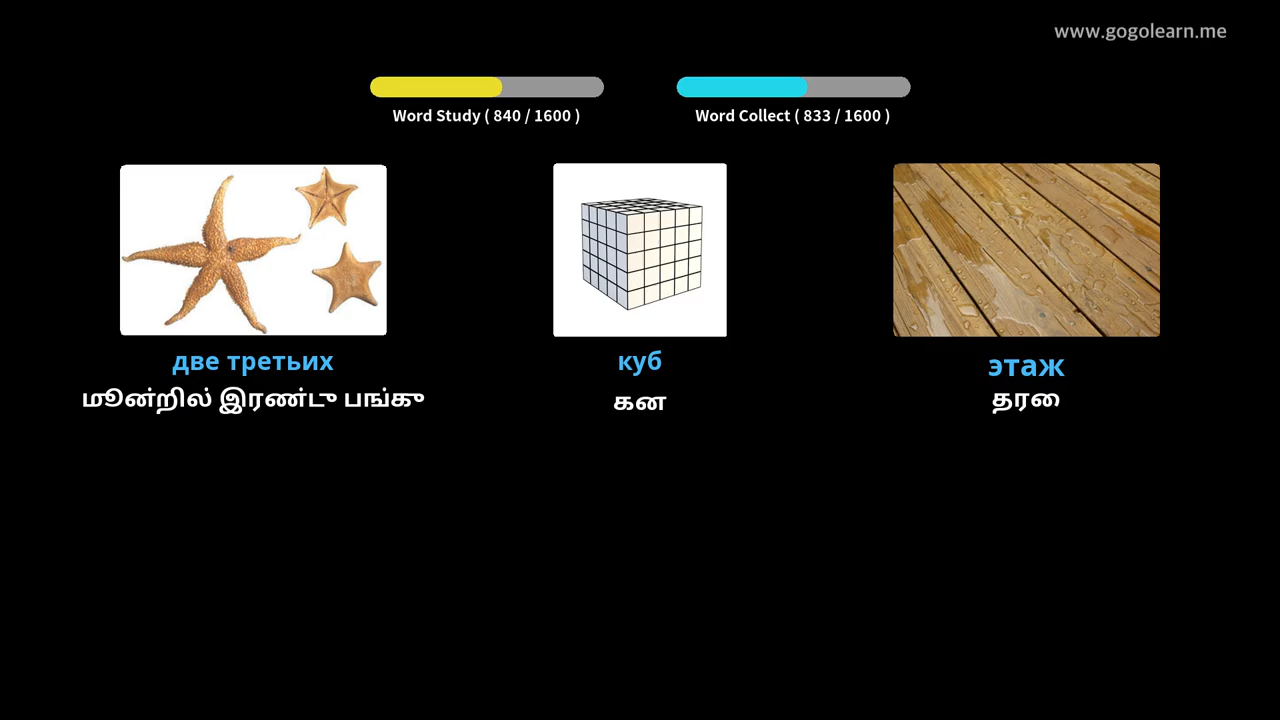 www.gogolearn.me
Word Study ( 840 / 1600 )
Word Collect ( 833 / 1600 )
две третьих
куб
этаж
மூன்றில் இரண்டு பங்கு
கன
தரை